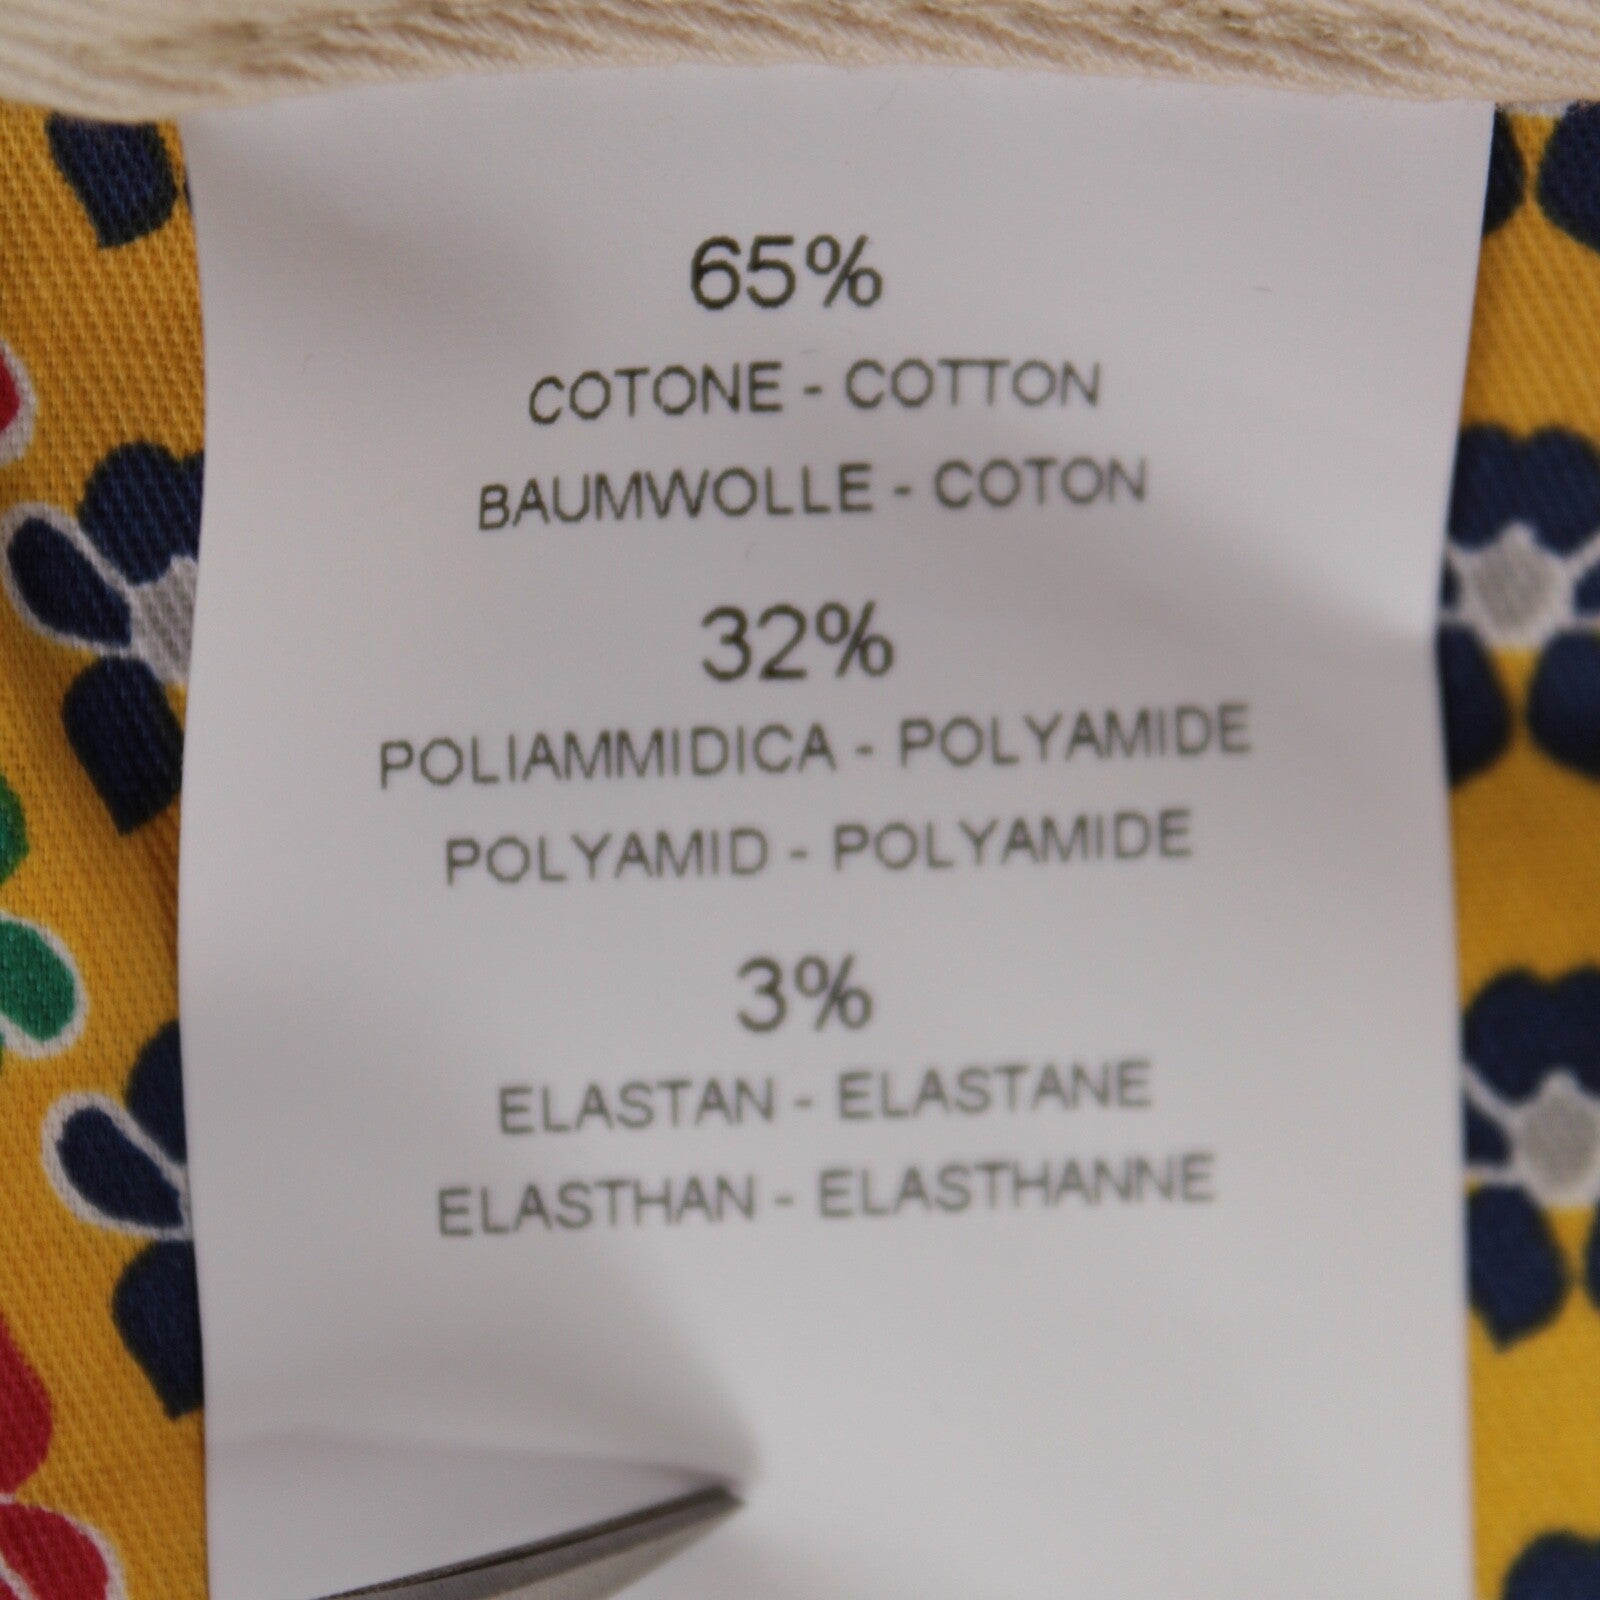 65%
COTONE - COTTON
BAUMWOLLE - COTON
32%
POLIAMMIDICA - POLYAMIDE
POLYAMID - POLYAMIDE
3%
ELASTAN - ELASTANE
ELASTHAN - ELASTHANNE